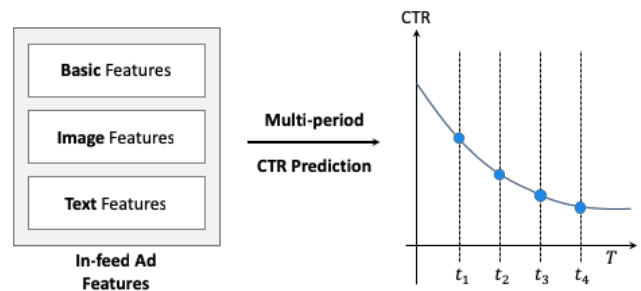 Basic Features
Image Features
Text Features
In-feed Ad
Features
Multi-period
CTR Prediction
CTR
T
t₁ t₂ t₃ t₄